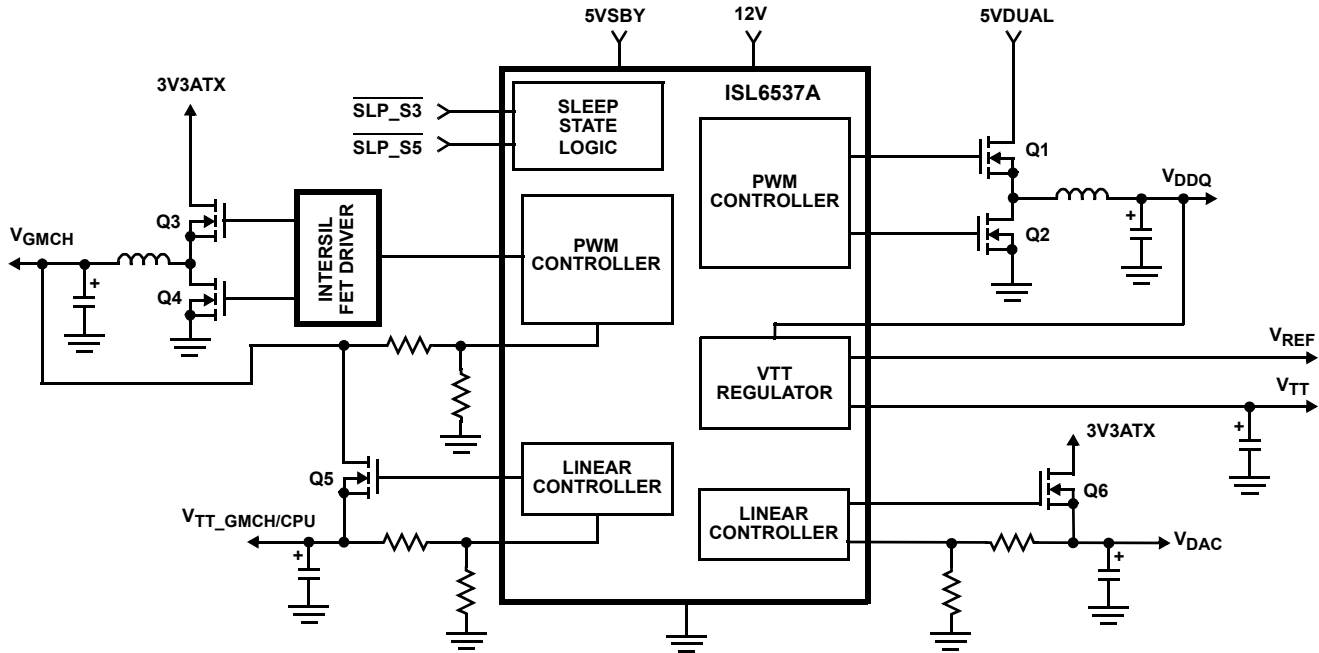 5VSBY
12V
5VDUAL
3V3ATX
SLP_S3
SLP_S5
SLEEP
STATE
LOGIC
ISL6537A
PWM
CONTROLLER
Q1
VDDQ
Q2
Q3
VGMCH
+
Q4
INTERSIL
FET DRIVER
PWM
CONTROLLER
+
VTT
REGULATOR
VREF
VTT
+
3V3ATX
Q5
LINEAR
CONTROLLER
LINEAR
CONTROLLER
Q6
VTT_GMCH/CPU
+
VDAC
+